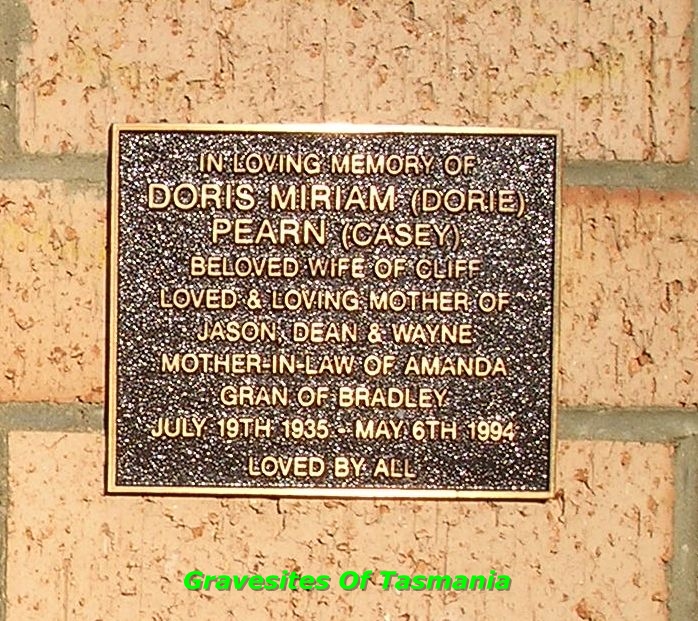 IN LOVING MEMORY OF
DORIS MIRIAM (DORIE)
PEARN (CASEY)
BELOVED WIFE OF CLIFF
LOVED & LOVING MOTHER OF
JASON, DEAN & WAYNE
MOTHER-IN-LAW OF AMANDA
GRAN OF BRADLEY
JULY 19TH 1935 - MAY 6TH 1994
LOVED BY ALL
Gravesites Of Tasmania